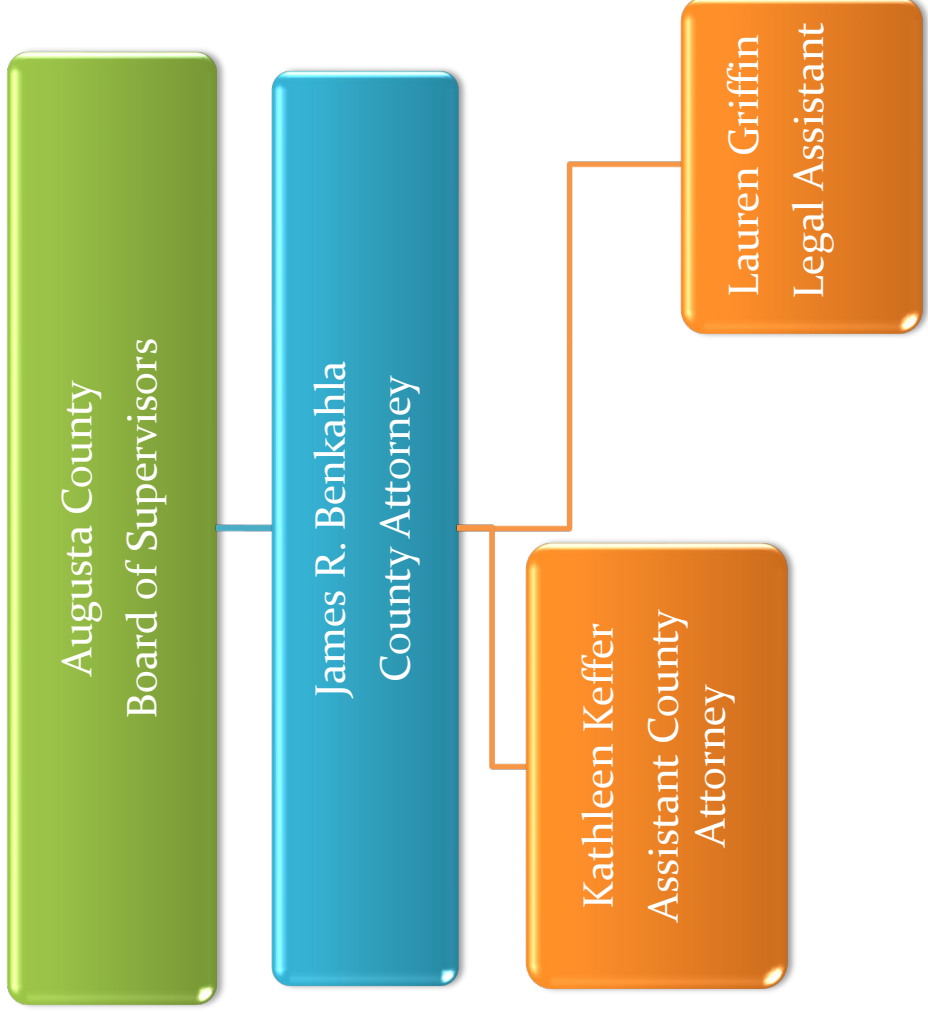 Augusta County
Board of Supervisors
James R. Benkahla
County Attorney
Kathleen Keffer
Assistant County
Attorney
Lauren Griffin
Legal Assistant